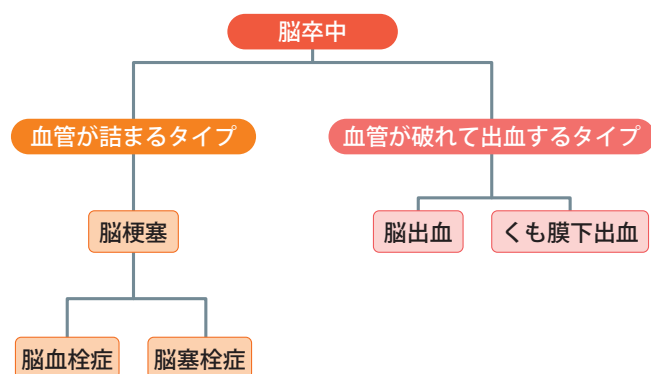 脳卒中
血管が詰まるタイプ
血管が破れて出血するタイプ
脳梗塞
脳出血
くも膜下出血
脳血栓症
脳塞栓症